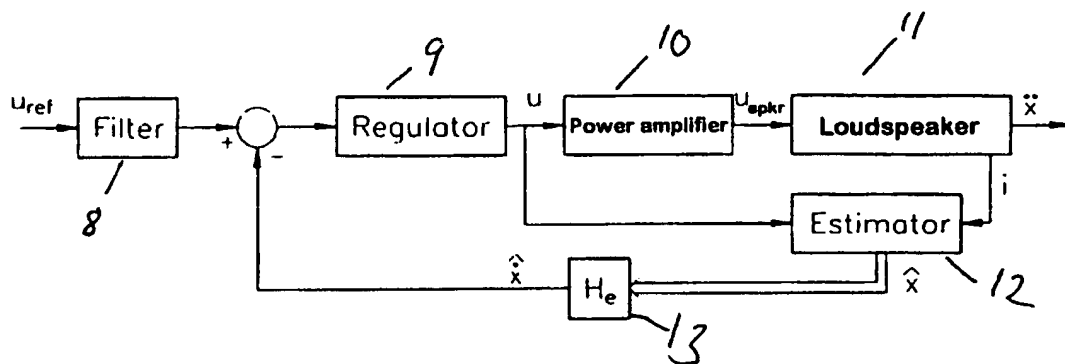 9
10
11
u_ref
Filter
+
-
Regulator
u
Power amplifier
u_spkr
Loudspeaker
ẍ
i
8
Estimator
x̂̇
H_e
x̂
12
13